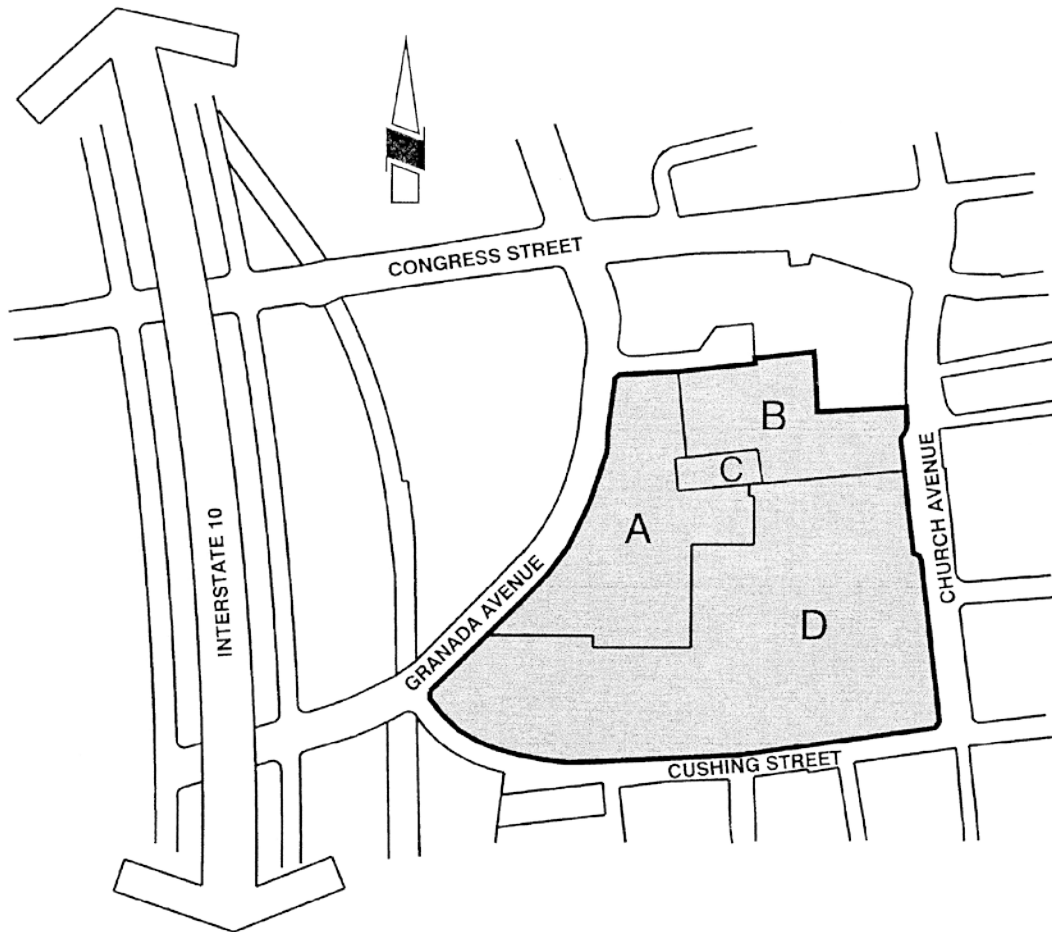 CONGRESS STREET
B
C
A
CHURCH AVENUE
INTERSTATE 10
GRANADA AVENUE
D
CUSHING STREET